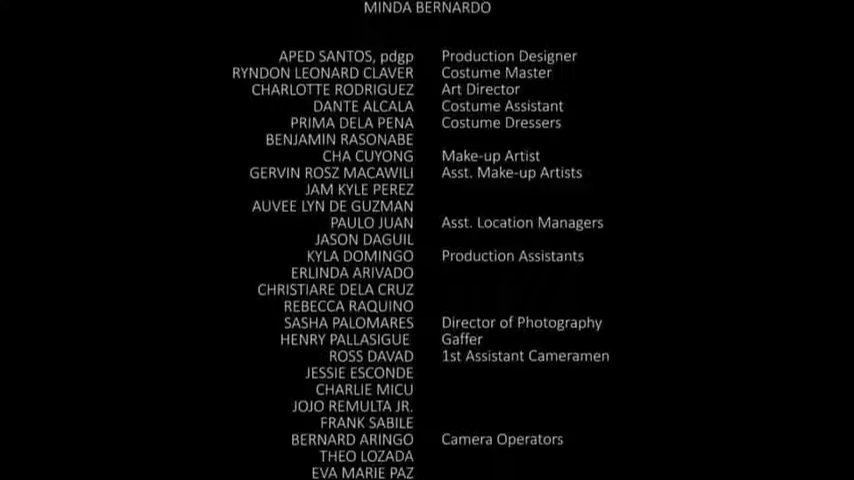 MINDA BERNARDO
APED SANTOS, pdgp Production Designer
RYNDON LEONARD CLAVER Costume Master
CHARLOTTE RODRIGUEZ Art Director
DANTE ALCALA Costume Assistant
PRIMA DELA PENA Costume Dressers
BENJAMIN RASONABE
CHA CUYONG Make-up Artist
GERVIN ROSZ MACAWILI Asst. Make-up Artists
JAM KYLE PEREZ
AUVEE LYN DE GUZMAN
PAULO JUAN Asst. Location Managers
JASON DAGUIL
KYLA DOMINGO Production Assistants
ERLINDA ARIVADO
CHRISTIARE DELA CRUZ
REBECCA RAQUINO
SASHA PALOMARES Director of Photography
HENRY PALLASIGUE Gaffer
ROSS DAVAD 1st Assistant Cameramen
JESSIE ESCONDE
CHARLIE MICU
JOJO REMULTA JR.
FRANK SABILE
BERNARD ARINGO Camera Operators
THEO LOZADA
EVA MARIE PAZ